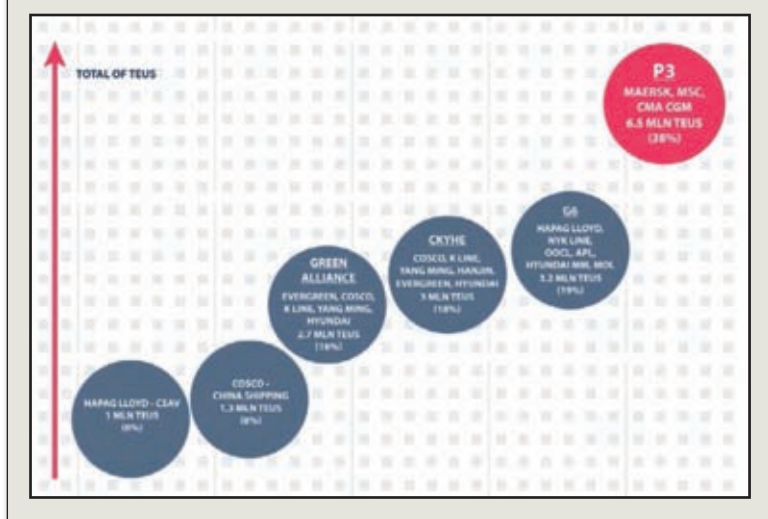 TOTAL OF TEUS
P3
MAERSK, MSC,
CMA CGM
6.5 MLN TEUS
(38%)
G6
HAPAG LLOYD,
NYK LINE,
OOCL, APL,
HYUNDAI MM, MOL
3.2 MLN TEUS
(19%)
CKYHE
COSCO, K LINE,
YANG MING, HANJIN,
EVERGREEN, HYUNDAI
3 MLN TEUS
(18%)
GREEN
ALLIANCE
EVERGREEN, COSCO,
K LINE, YANG MING,
HYUNDAI
2.7 MLN TEUS
(16%)
COSCO -
CHINA SHIPPING
1.3 MLN TEUS
(8%)
HAPAG LLOYD - CSAV
1 MLN TEUS
(6%)